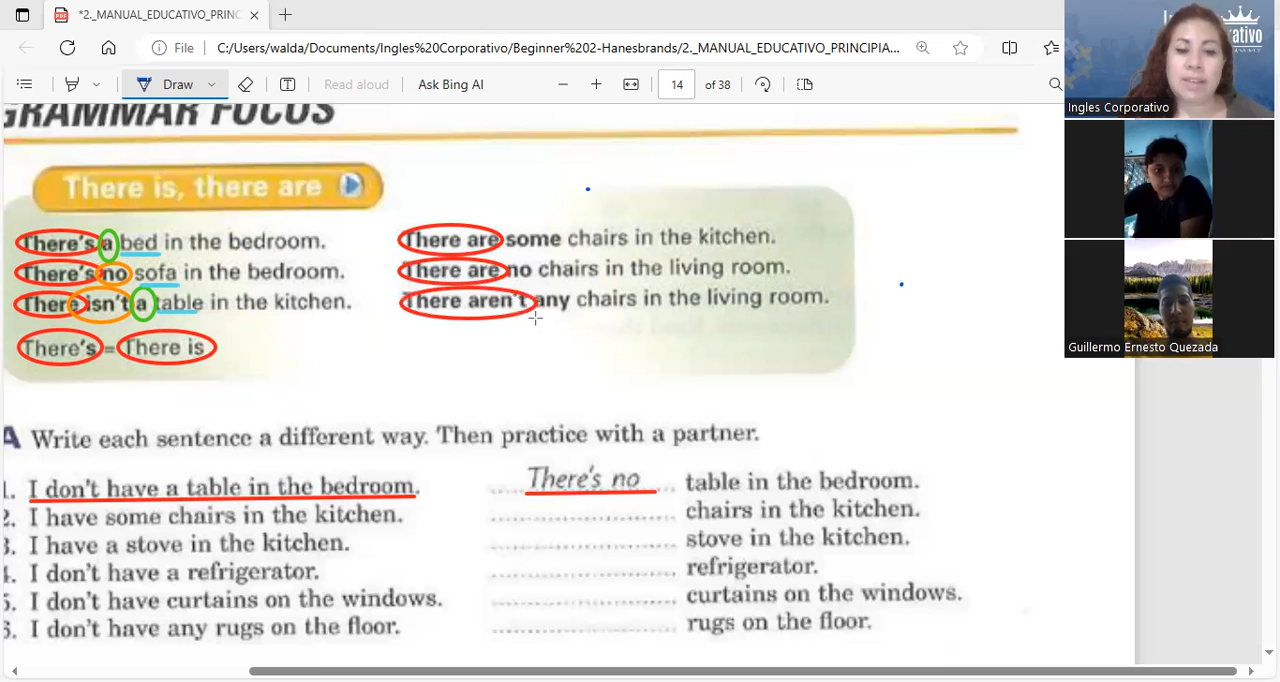 *2._MANUAL_EDUCATIVO_PRINC
File
C:/Users/walda/Documents/Ingles%20Corporativo/Beginner%202-Hanesbrands/2._MANUAL_EDUCATIVO_PRINCIPIA...
Draw
Read aloud
Ask Bing AI
14
of 38
GRAMMAR FOCUS
There is, there are
There's a bed in the bedroom.
There's no sofa in the bedroom.
There isn't a table in the kitchen.
There's = There is
There are some chairs in the kitchen.
There are no chairs in the living room.
There aren't any chairs in the living room.
A Write each sentence a different way. Then practice with a partner.
1. I don't have a table in the bedroom. There's no table in the bedroom.
2. I have some chairs in the kitchen. chairs in the kitchen.
3. I have a stove in the kitchen. stove in the kitchen.
4. I don't have a refrigerator. refrigerator.
5. I don't have curtains on the windows. curtains on the windows.
6. I don't have any rugs on the floor. rugs on the floor.
Ingles Corporativo
Guillermo Ernesto Quezada